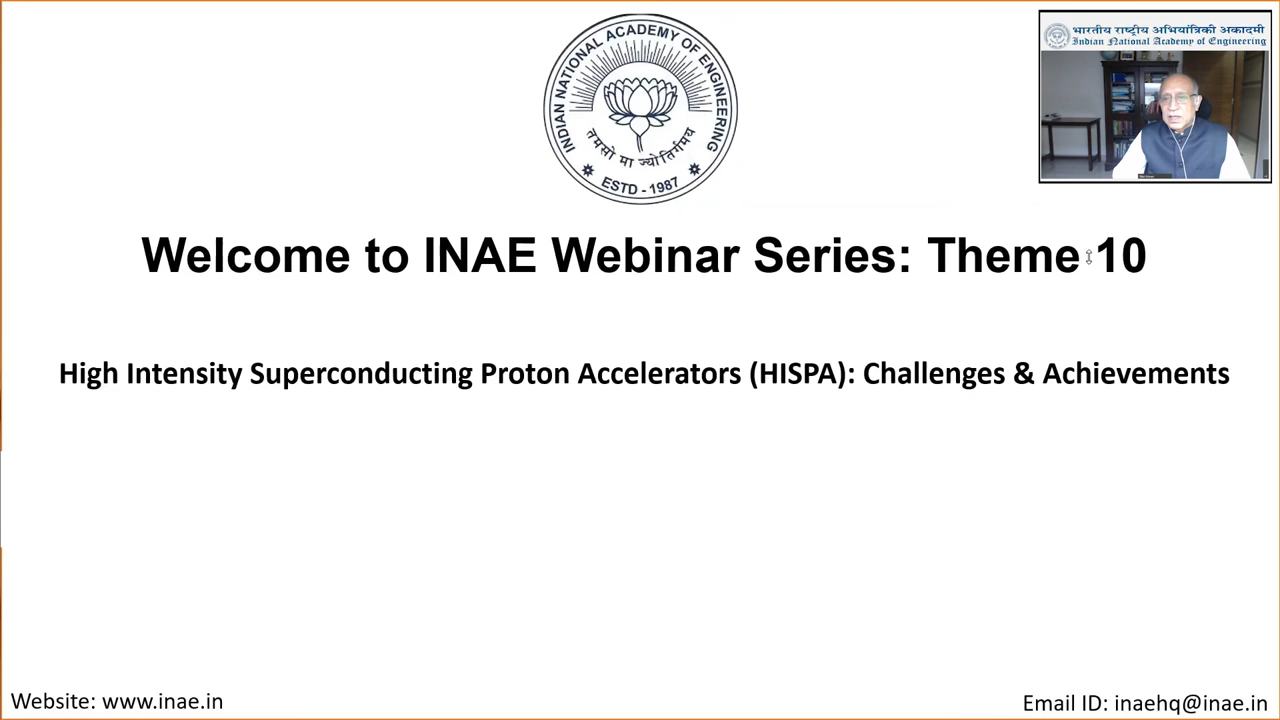 INDIAN NATIONAL ACADEMY OF ENGINEERING
तमसो मा ज्योतिर्गमय
ESTD - 1987
भारतीय राष्ट्रीय अभियांत्रिकी अकादमी
Indian National Academy of Engineering
Welcome to INAE Webinar Series: Theme 10
High Intensity Superconducting Proton Accelerators (HISPA): Challenges & Achievements
Website: www.inae.in
Email ID: inaehq@inae.in